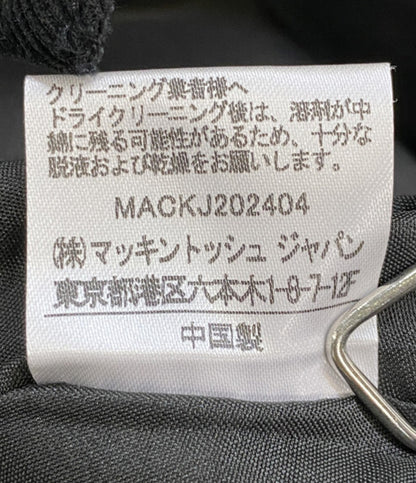 クリーニング業者様へ
ドライクリーニング後は、溶剤が中
綿に残る可能性があるため、十分な
脱液および乾燥をお願いします。
MACKJ202404
(株)マッキントッシュ ジャパン
東京都港区六本木1-8-7-12F
中国製